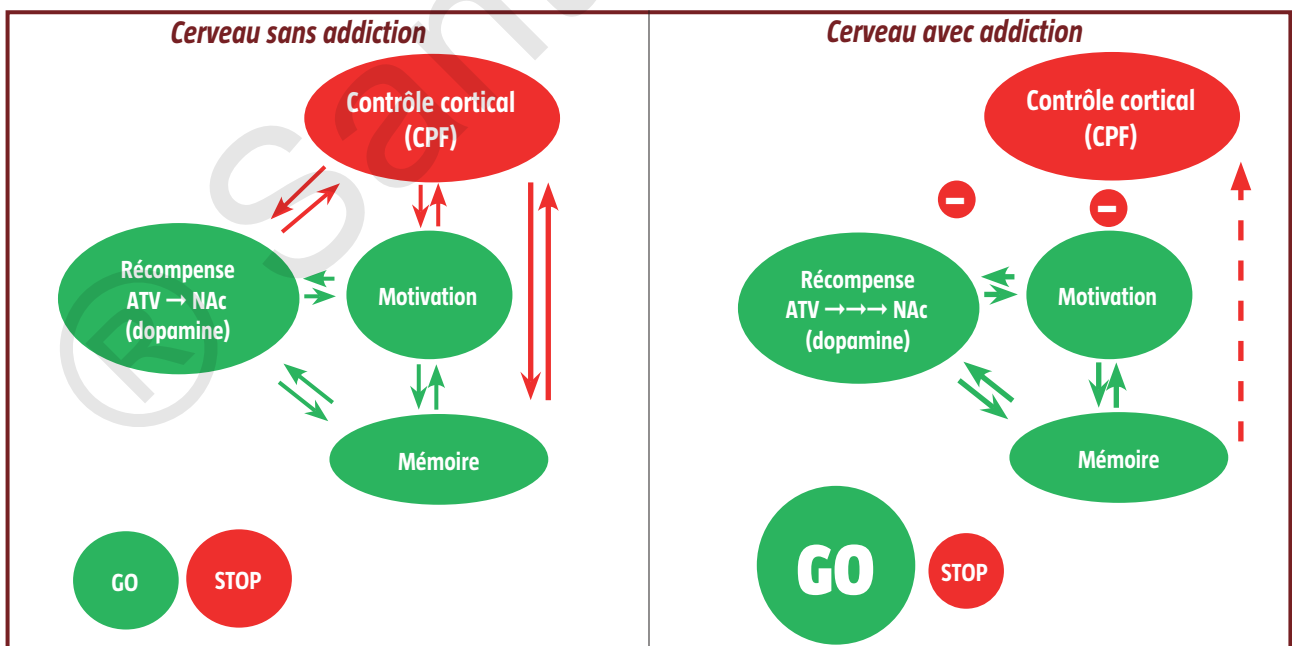 Cerveau sans addiction
Contrôle cortical
(CPF)
Récompense
ATV → NAc
(dopamine)
Motivation
Mémoire
GO
STOP
Cerveau avec addiction
Contrôle cortical
(CPF)
Récompense
ATV →→→ NAc
(dopamine)
Motivation
Mémoire
GO
STOP